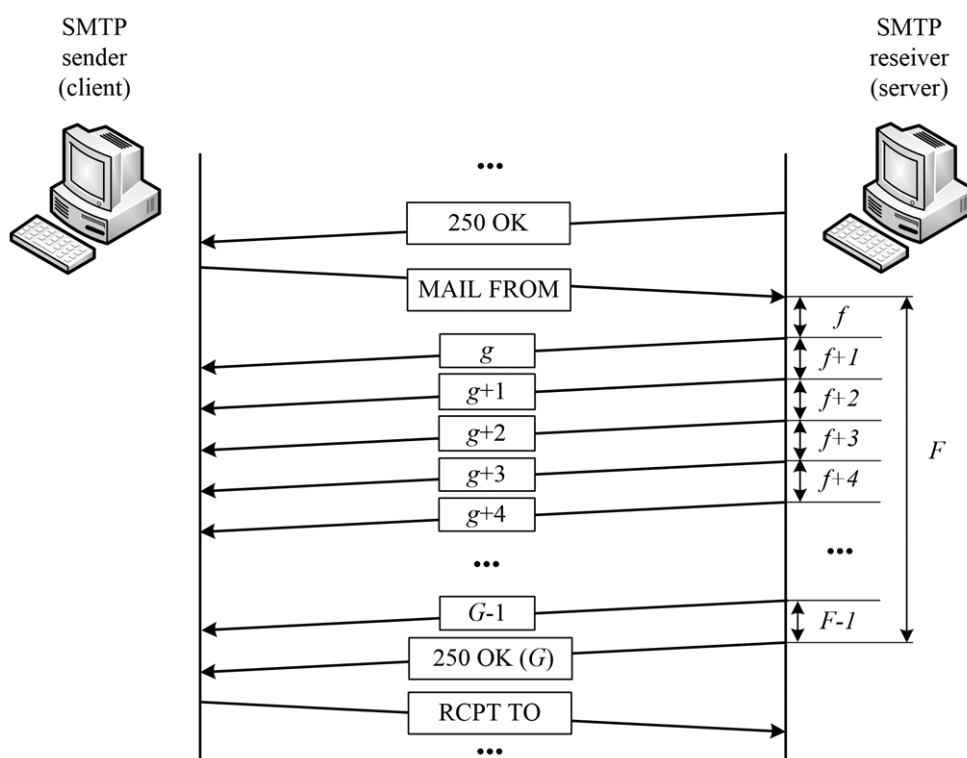 SMTP
sender
(client)
SMTP
reseiver
(server)
...
250 OK
MAIL FROM
f
g
f+1
g+1
f+2
g+2
f+3
F
g+3
f+4
g+4
...
...
G-1
F-1
250 OK (G)
RCPT TO
...